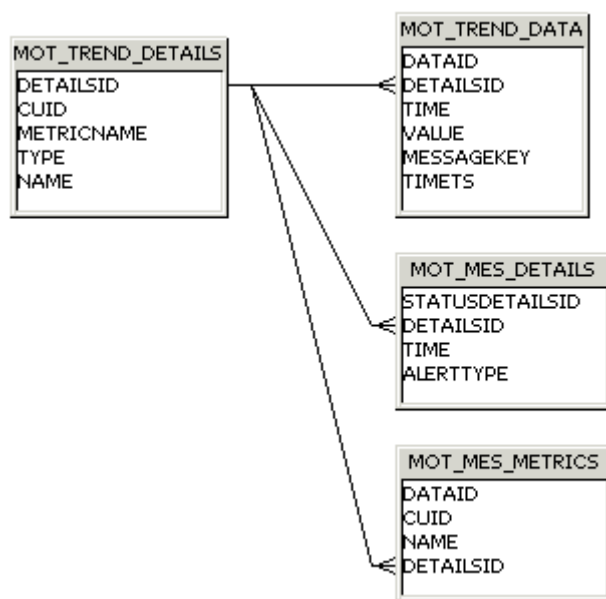 MOT_TREND_DETAILS
DETAILSID
CUID
METRICNAME
TYPE
NAME
MOT_TREND_DATA
DATAID
DETAILSID
TIME
VALUE
MESSAGEKEY
TIMETS
MOT_MES_DETAILS
STATUSDETAILSID
DETAILSID
TIME
ALERTTYPE
MOT_MES_METRICS
DATAID
CUID
NAME
DETAILSID